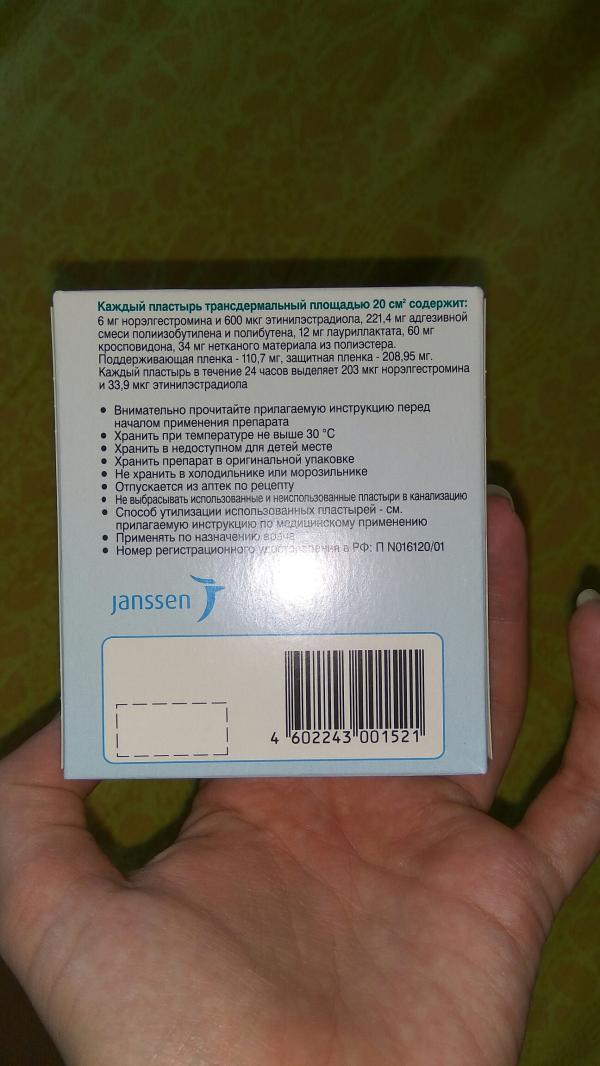 Каждый пластырь трансдермальный площадью 20 см² содержит:
6 мг норэлгестромина и 600 мкг этинилэстрадиола, 221,4 мг адгезивной
смеси полиизобутилена и полибутена, 12 мг лауриллактата, 60 мг
кросповидона, 34 мг нетканого материала из полиэстера.
Поддерживающая пленка - 110,7 мг, защитная пленка - 208,95 мг.
Каждый пластырь в течение 24 часов выделяет 203 мкг норэлгестромина
и 33,9 мкг этинилэстрадиола
• Внимательно прочитайте прилагаемую инструкцию перед
началом применения препарата
• Хранить при температуре не выше 30 °С
• Хранить в недоступном для детей месте
• Хранить препарат в оригинальной упаковке
• Не хранить в холодильнике или морозильнике
• Отпускается из аптек по рецепту
• Не выбрасывать использованные и неиспользованные пластыри в канализацию
• Способ утилизации использованных пластырей - см.
прилагаемую инструкцию по медицинскому применению
• Применять по назначению врача
• Номер регистрационного удостоверения в РФ: П N016120/01
janssen
4 602243 001521